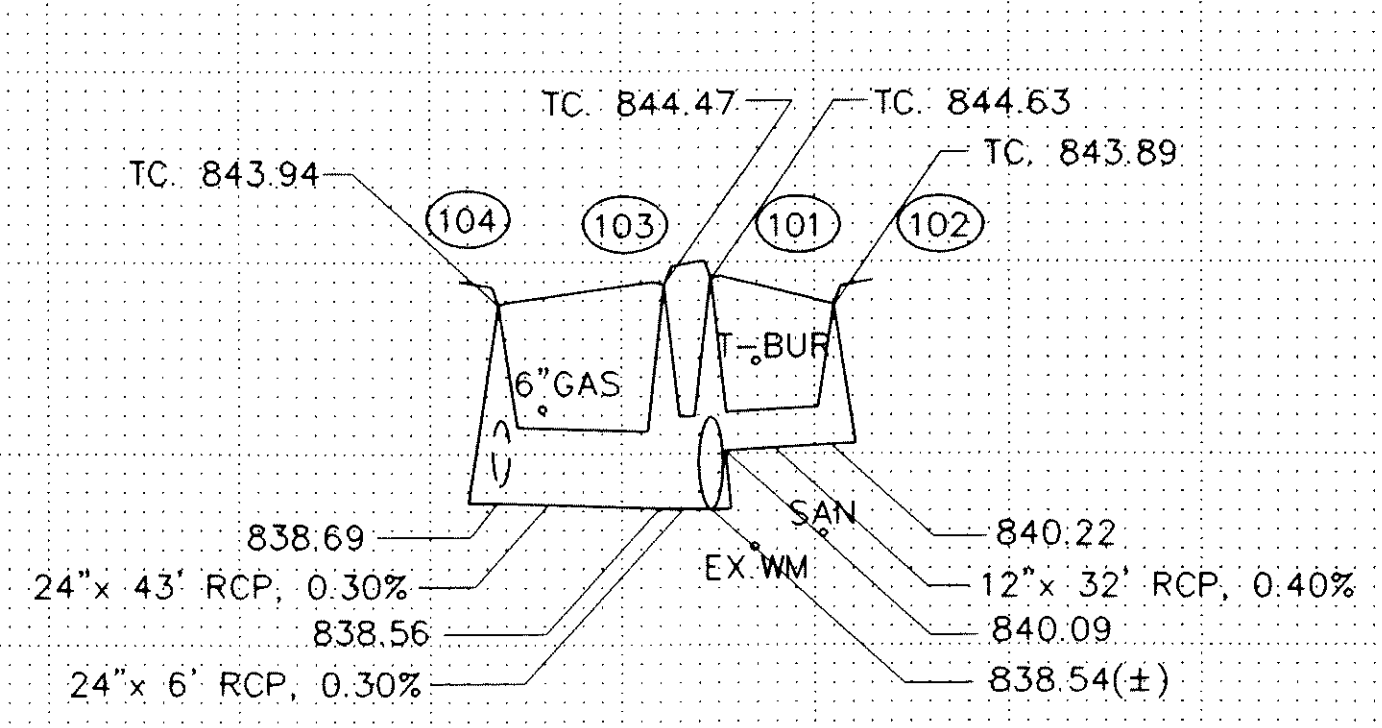 TC. 844.47
TC. 844.63
TC. 843.94
TC. 843.89
104
103
101
102
T-BUR
6"GAS
SAN
838.69
840.22
EX.WM
24"x 43' RCP, 0.30%
12"x 32' RCP, 0.40%
838.56
840.09
24"x 6' RCP, 0.30%
838.54(±)